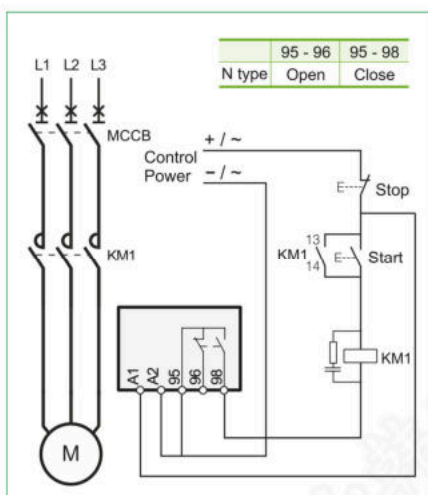 95 - 96 95 - 98
N type Open Close
L1 L2 L3
MCCB
+ / ~
Control
Power
− / ~
E
Stop
KM1
13
14
KM1
E
Start
KM1
A1
A2
95
96
98
M